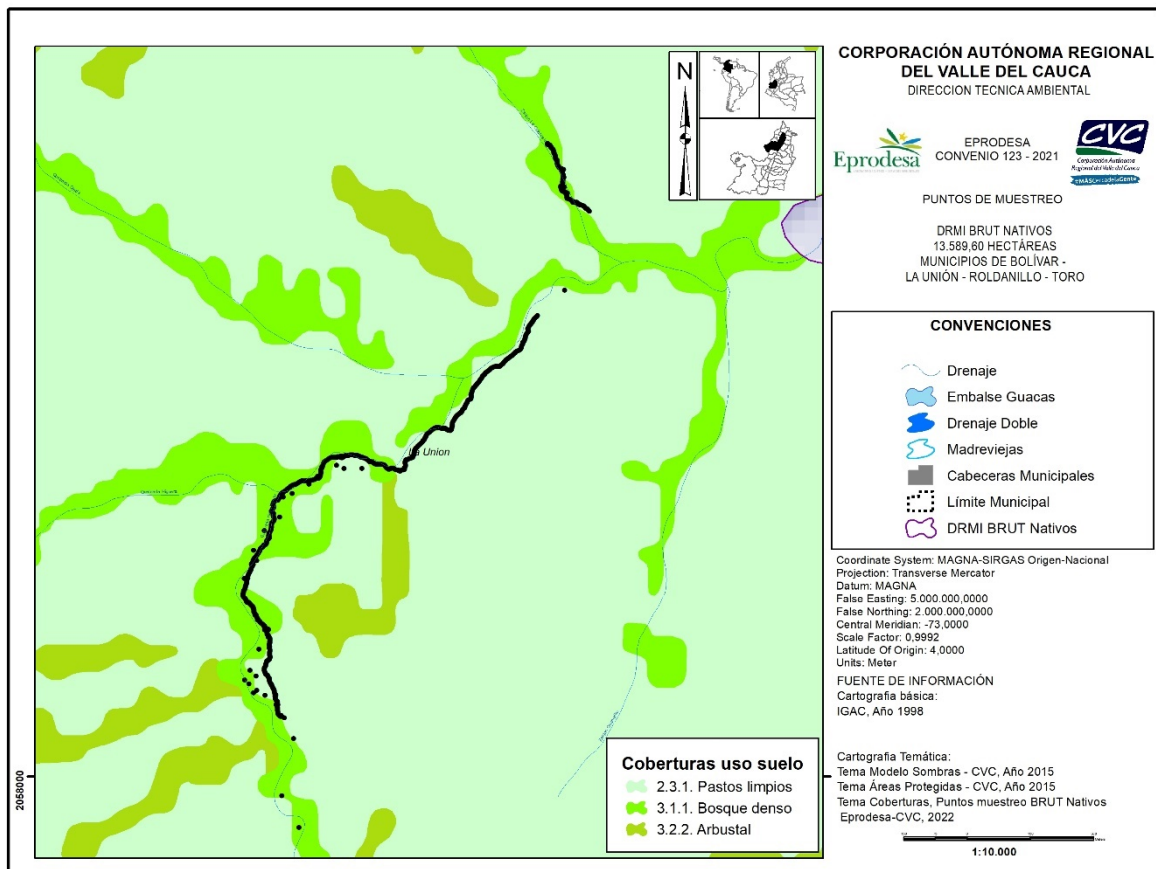 CORPORACIÓN AUTÓNOMA REGIONAL
DEL VALLE DEL CAUCA
DIRECCION TECNICA AMBIENTAL
Eprodesa
EPRODESA
CONVENIO 123 - 2021
CVC
Corporación Autónoma
Regional del Valle del Cauca
PUNTOS DE MUESTREO
DRMI BRUT NATIVOS
13.589,60 HECTÁREAS
MUNICIPIOS DE BOLÍVAR -
LA UNIÓN - ROLDANILLO - TORO
CONVENCIONES
Drenaje
Embalse Guacas
Drenaje Doble
Madreviejas
Cabeceras Municipales
Límite Municipal
DRMI BRUT Nativos
Coordinate System: MAGNA-SIRGAS Origen-Nacional
Projection: Transverse Mercator
Datum: MAGNA
False Easting: 5.000.000,0000
False Northing: 2.000.000,0000
Central Meridian: -73,0000
Scale Factor: 0,9992
Latitude Of Origin: 4,0000
Units: Meter
FUENTE DE INFORMACIÓN
Cartografia básica:
IGAC, Año 1998
Cartografia Temática:
Tema Modelo Sombras - CVC, Año 2015
Tema Áreas Protegidas - CVC, Año 2015
Tema Coberturas, Puntos muestreo BRUT Nativos
Eprodesa-CVC, 2022
1:10.000
N
La Union
2058000
Coberturas uso suelo
2.3.1. Pastos limpios
3.1.1. Bosque denso
3.2.2. Arbustal